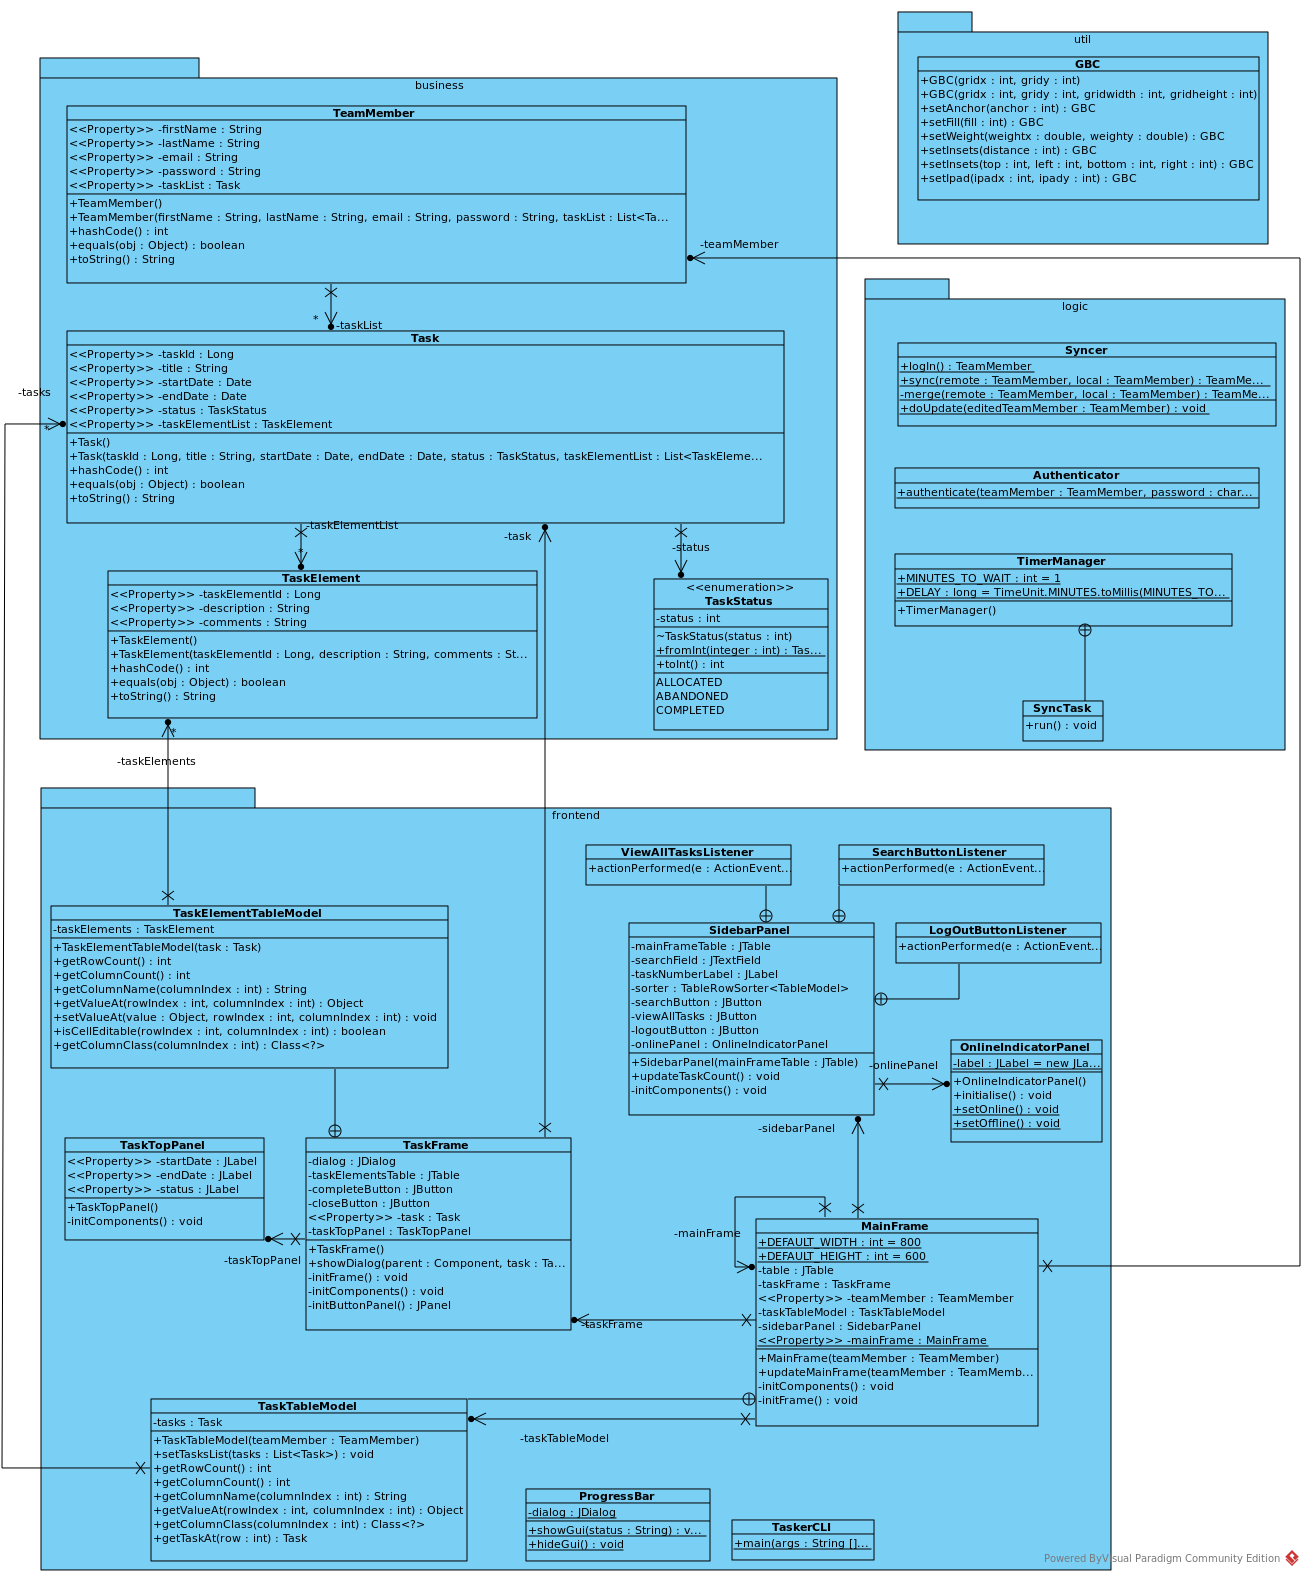 util
GBC
+GBC(gridx : int, gridy : int)
+GBC(gridx : int, gridy : int, gridwidth : int, gridheight : int)
+setAnchor(anchor : int) : GBC
+setFill(fill : int) : GBC
+setWeight(weightx : double, weighty : double) : GBC
+setInsets(distance : int) : GBC
+setInsets(top : int, left : int, bottom : int, right : int) : GBC
+setIpad(ipadx : int, ipady : int) : GBC
business
TeamMember
<<Property>> -firstName : String
<<Property>> -lastName : String
<<Property>> -email : String
<<Property>> -password : String
<<Property>> -taskList : Task
+TeamMember()
+TeamMember(firstName : String, lastName : String, email : String, password : String, taskList : List<Ta...
+hashCode() : int
+equals(obj : Object) : boolean
+toString() : String
-teamMember
*
-taskList
Task
<<Property>> -taskId : Long
<<Property>> -title : String
<<Property>> -startDate : Date
<<Property>> -endDate : Date
<<Property>> -status : TaskStatus
<<Property>> -taskElementList : TaskElement
+Task()
+Task(taskId : Long, title : String, startDate : Date, endDate : Date, status : TaskStatus, taskElementList : List<TaskEleme...
+hashCode() : int
+equals(obj : Object) : boolean
+toString() : String
-tasks
*
-taskElementList
*
-task
-status
TaskElement
<<Property>> -taskElementId : Long
<<Property>> -description : String
<<Property>> -comments : String
+TaskElement()
+TaskElement(taskElementId : Long, description : String, comments : St...
+hashCode() : int
+equals(obj : Object) : boolean
+toString() : String
<<enumeration>>
TaskStatus
-status : int
~TaskStatus(status : int)
+fromInt(integer : int) : Tas...
+toInt() : int
ALLOCATED
ABANDONED
COMPLETED
*
-taskElements
logic
Syncer
+logIn() : TeamMember
+sync(remote : TeamMember, local : TeamMember) : TeamMe...
-merge(remote : TeamMember, local : TeamMember) : TeamMe...
+doUpdate(editedTeamMember : TeamMember) : void
Authenticator
+authenticate(teamMember : TeamMember, password : char...
TimerManager
+MINUTES_TO_WAIT : int = 1
+DELAY : long = TimeUnit.MINUTES.toMillis(MINUTES_TO...
+TimerManager()
SyncTask
+run() : void
frontend
ViewAllTasksListener
+actionPerformed(e : ActionEvent...
SearchButtonListener
+actionPerformed(e : ActionEvent...
TaskElementTableModel
-taskElements : TaskElement
+TaskElementTableModel(task : Task)
+getRowCount() : int
+getColumnCount() : int
+getColumnName(columnIndex : int) : String
+getValueAt(rowIndex : int, columnIndex : int) : Object
+setValueAt(value : Object, rowIndex : int, columnIndex : int) : void
+isCellEditable(rowIndex : int, columnIndex : int) : boolean
+getColumnClass(columnIndex : int) : Class<?>
SidebarPanel
-mainFrameTable : JTable
-searchField : JTextField
-taskNumberLabel : JLabel
-sorter : TableRowSorter<TableModel>
-searchButton : JButton
-viewAllTasks : JButton
-logoutButton : JButton
-onlinePanel : OnlineIndicatorPanel
+SidebarPanel(mainFrameTable : JTable)
+updateTaskCount() : void
-initComponents() : void
LogOutButtonListener
+actionPerformed(e : ActionEvent...
-onlinePanel
OnlineIndicatorPanel
-label : JLabel = new JLa...
+OnlineIndicatorPanel()
+initialise() : void
+setOnline() : void
+setOffline() : void
-sidebarPanel
TaskTopPanel
<<Property>> -startDate : JLabel
<<Property>> -endDate : JLabel
<<Property>> -status : JLabel
+TaskTopPanel()
-initComponents() : void
-taskTopPanel
TaskFrame
-dialog : JDialog
-taskElementsTable : JTable
-completeButton : JButton
-closeButton : JButton
<<Property>> -task : Task
-taskTopPanel : TaskTopPanel
+TaskFrame()
+showDialog(parent : Component, task : Ta...
-initFrame() : void
-initComponents() : void
-initButtonPanel() : JPanel
-taskFrame
-mainFrame
MainFrame
+DEFAULT_WIDTH : int = 800
+DEFAULT_HEIGHT : int = 600
-table : JTable
-taskFrame : TaskFrame
<<Property>> -teamMember : TeamMember
-taskTableModel : TaskTableModel
-sidebarPanel : SidebarPanel
<<Property>> -mainFrame : MainFrame
+MainFrame(teamMember : TeamMember)
+updateMainFrame(teamMember : TeamMemb...
-initComponents() : void
-initFrame() : void
TaskTableModel
-tasks : Task
+TaskTableModel(teamMember : TeamMember)
+setTasksList(tasks : List<Task>) : void
+getRowCount() : int
+getColumnCount() : int
+getColumnName(columnIndex : int) : String
+getValueAt(rowIndex : int, columnIndex : int) : Object
+getColumnClass(columnIndex : int) : Class<?>
+getTaskAt(row : int) : Task
-taskTableModel
ProgressBar
-dialog : JDialog
+showGui(status : String) : v...
+hideGui() : void
TaskerCLI
+main(args : String []...
Powered ByVisual Paradigm Community Edition